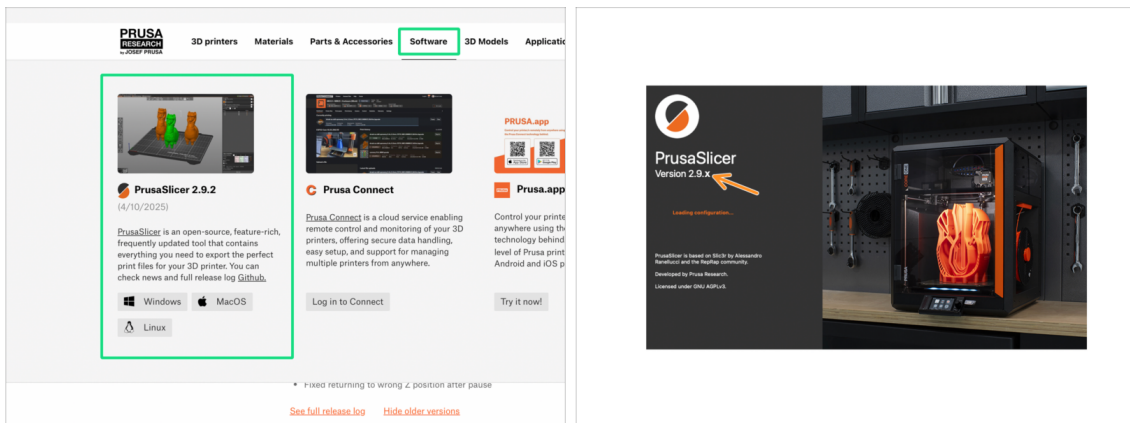 PRUSA
RESEARCH
by JOSEF PRUSA
3D printers
Materials
Parts & Accessories
Software
3D Models
Applicatio
PrusaSlicer 2.9.2
(4/10/2025)
PrusaSlicer is an open-source, feature-rich,
frequently updated tool that contains
everything you need to export the perfect
print files for your 3D printer. You can
check news and full release log Github.
Windows
MacOS
Linux
Prusa Connect
Prusa Connect is a cloud service enabling
remote control and monitoring of your 3D
printers, offering secure data handling,
easy setup, and support for managing
multiple printers from anywhere.
Log in to Connect
PRUSA.app
Prusa.app
Control your printe
anywhere using th
technology behind
level of Prusa print
Android and iOS p
Try it now!
• Fixed returning to wrong Z position after pause
See full release log
Hide older versions
PrusaSlicer
Version 2.9.x
Loading configuration...
PrusaSlicer is based on Slic3r by Alessandro
Ranellucci and the RepRap community.
Developed by Prusa Research.
Licensed under GNU AGPLv3.